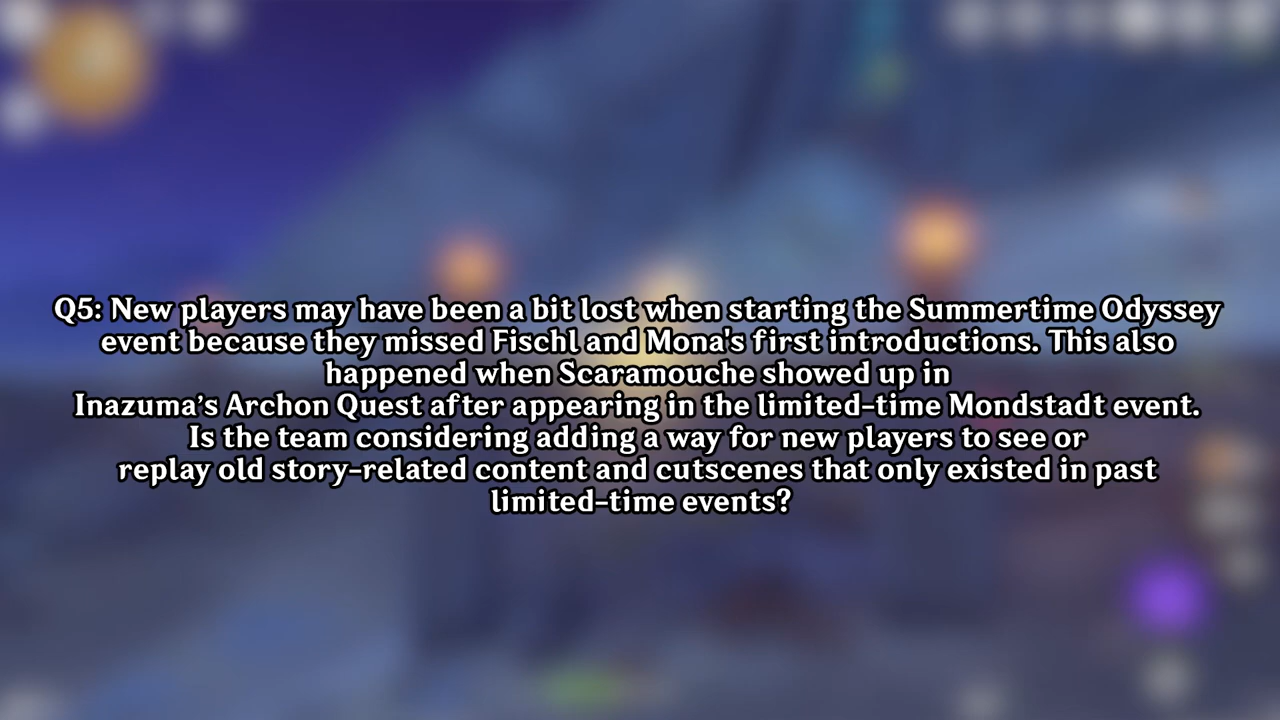 Q5: New players may have been a bit lost when starting the Summertime Odyssey
event because they missed Fischl and Mona's first introductions. This also
happened when Scaramouche showed up in
Inazuma’s Archon Quest after appearing in the limited-time Mondstadt event.
Is the team considering adding a way for new players to see or
replay old story-related content and cutscenes that only existed in past
limited-time events?